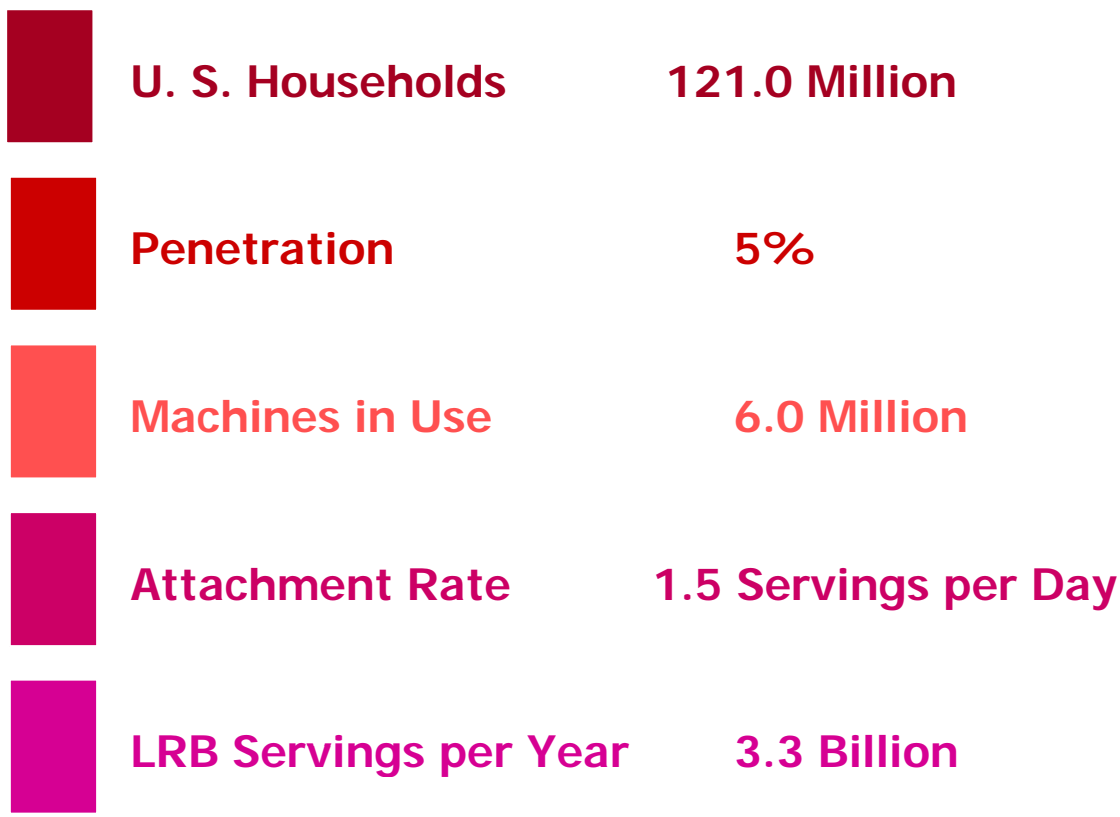 U. S. Households 121.0 Million
Penetration 5%
Machines in Use 6.0 Million
Attachment Rate 1.5 Servings per Day
LRB Servings per Year 3.3 Billion